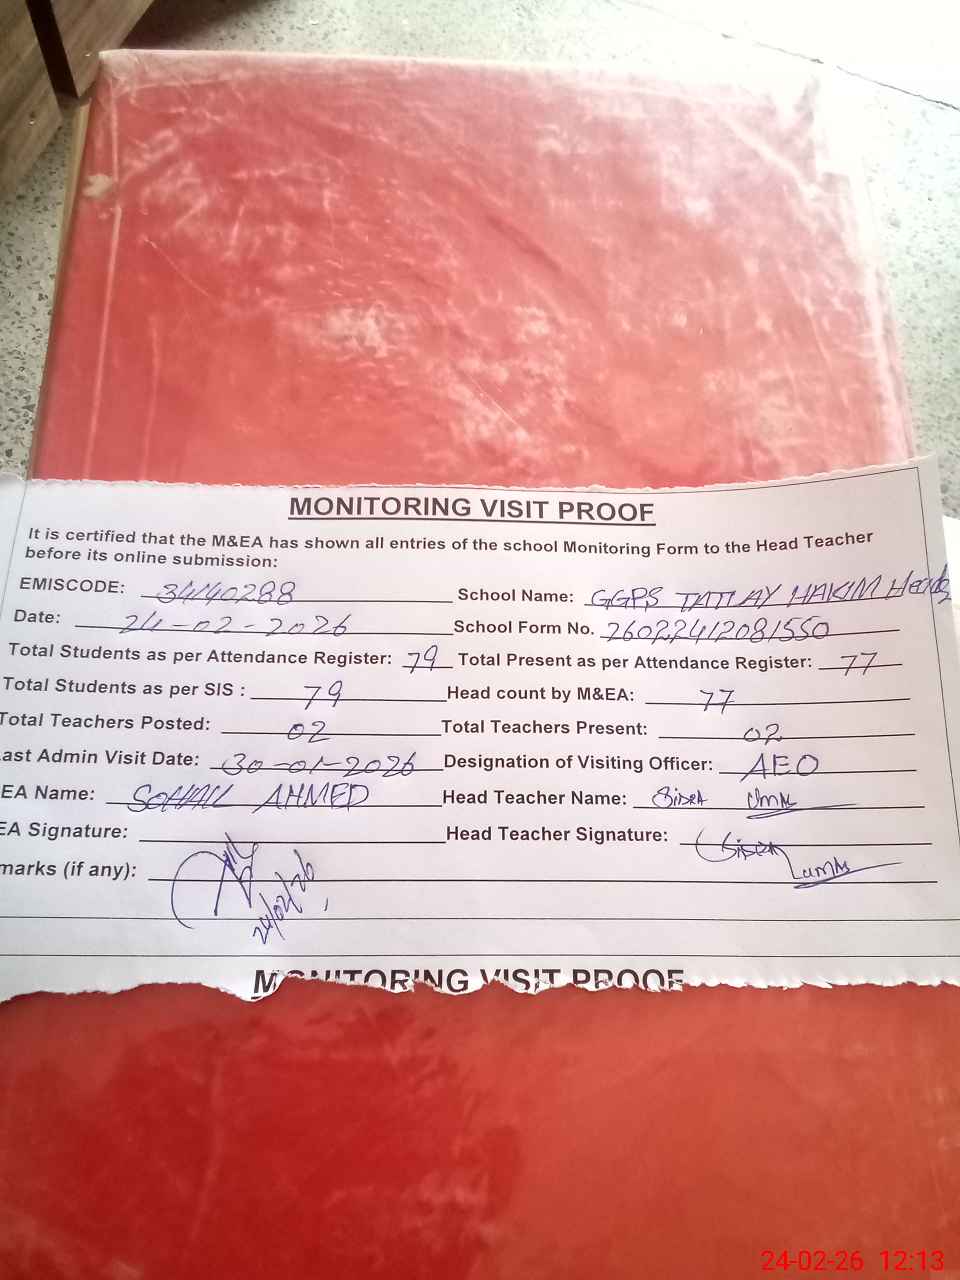 MONITORING VISIT PROOF
It is certified that the M&EA has shown all entries of the school Monitoring Form to the Head Teacher
before its online submission:
EMISCODE: 34140288 School Name: GGPS TATLAY HAKIM
Date: 24-02-2026 School Form No. 26022412081550
Total Students as per Attendance Register: 79 Total Present as per Attendance Register: 77
Total Students as per SIS : 79 Head count by M&EA: 77
Total Teachers Posted: 02 Total Teachers Present: 02
ast Admin Visit Date: 30-01-2026 Designation of Visiting Officer: AEO
EA Name: SOHAIL AHMED Head Teacher Name: SIDRA
EA Signature: Head Teacher Signature:
marks (if any): 24/02/26
MONITORING VISIT PROOF
24-02-26 12:13